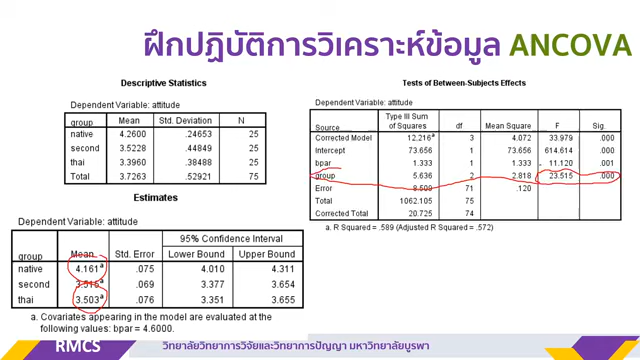 ฝึกปฏิบัติการวิเคราะห์ข้อมูล ANCOVA
Descriptive Statistics
Dependent Variable: attitude
group Mean Std. Deviation N
native 4.2600 .24653 25
second 3.5228 .44849 25
thai 3.3960 .38488 25
Total 3.7263 .52921 75
Estimates
Dependent Variable: attitude
95% Confidence Interval
group Mean Std. Error Lower Bound Upper Bound
native 4.161a .075 4.010 4.311
second 3.516a .069 3.377 3.654
thai 3.503a .076 3.351 3.655
a. Covariates appearing in the model are evaluated at the
following values: bpar = 4.6000.
Tests of Between-Subjects Effects
Dependent Variable: attitude
Source Type III Sum of Squares df Mean Square F Sig.
Corrected Model 12.216a 3 4.072 33.979 .000
Intercept 73.656 1 73.656 614.614 .000
bpar 1.333 1 1.333 11.120 .001
group 5.636 2 2.818 23.515 .000
Error 8.509 71 .120
Total 1062.105 75
Corrected Total 20.725 74
a. R Squared = .589 (Adjusted R Squared = .572)
RMCS วิทยาลัยวิทยาการวิจัยและวิทยาการปัญญา มหาวิทยาลัยบูรพา